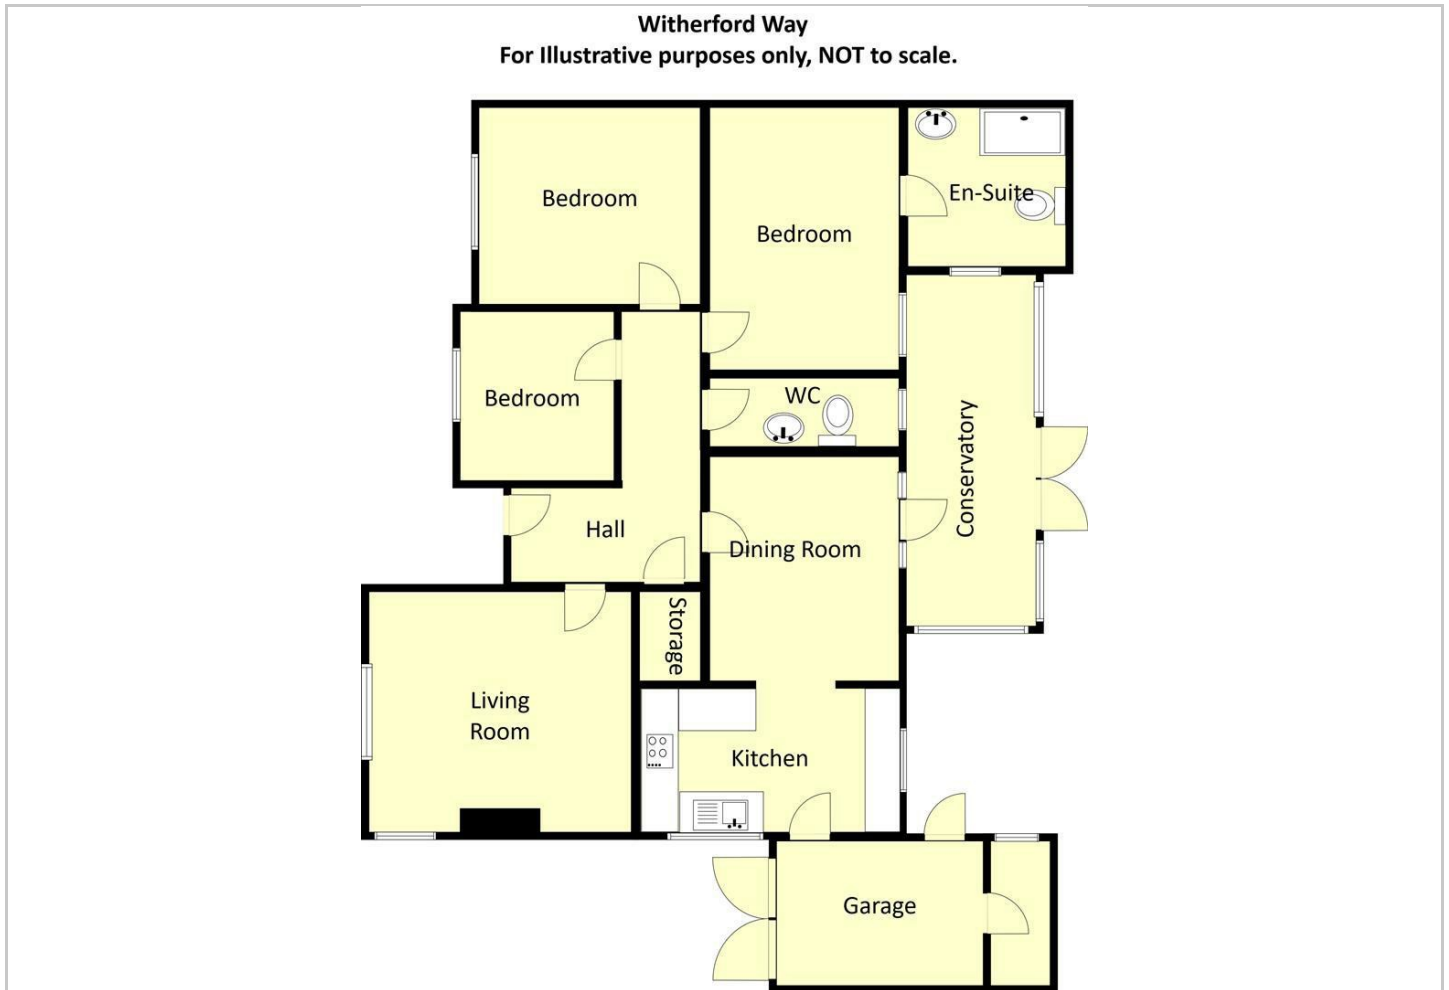 Witherford Way
For Illustrative purposes only, NOT to scale.
Bedroom
Bedroom
En-Suite
Bedroom
WC
Conservatory
Hall
Dining Room
Storage
Living
Room
Kitchen
Garage